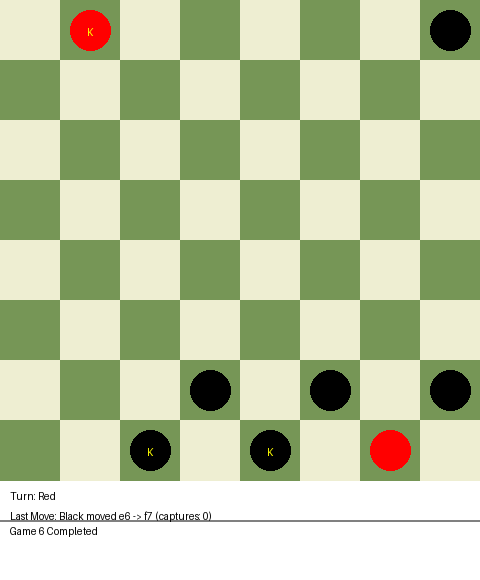 K
K
K
Turn: Red
Last Move: Black moved e6 -> f7 (captures: 0)
Game 6 Completed